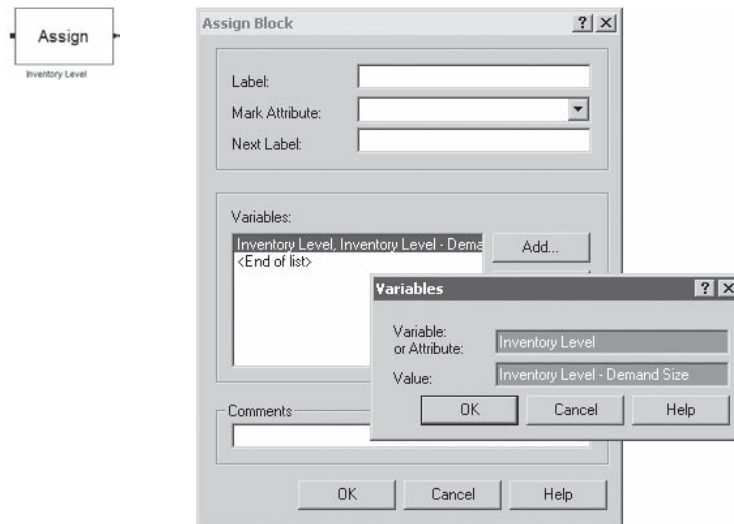 Assign
Inventory Level
Assign Block
Label:
Mark Attribute:
Next Label:
Variables:
Inventory Level, Inventory Level - Dema
<End of list>
Add...
Variables
Variable:
or Attribute:
Inventory Level
Value:
Inventory Level - Demand Size
OK
Cancel
Help
Comments
OK
Cancel
Help